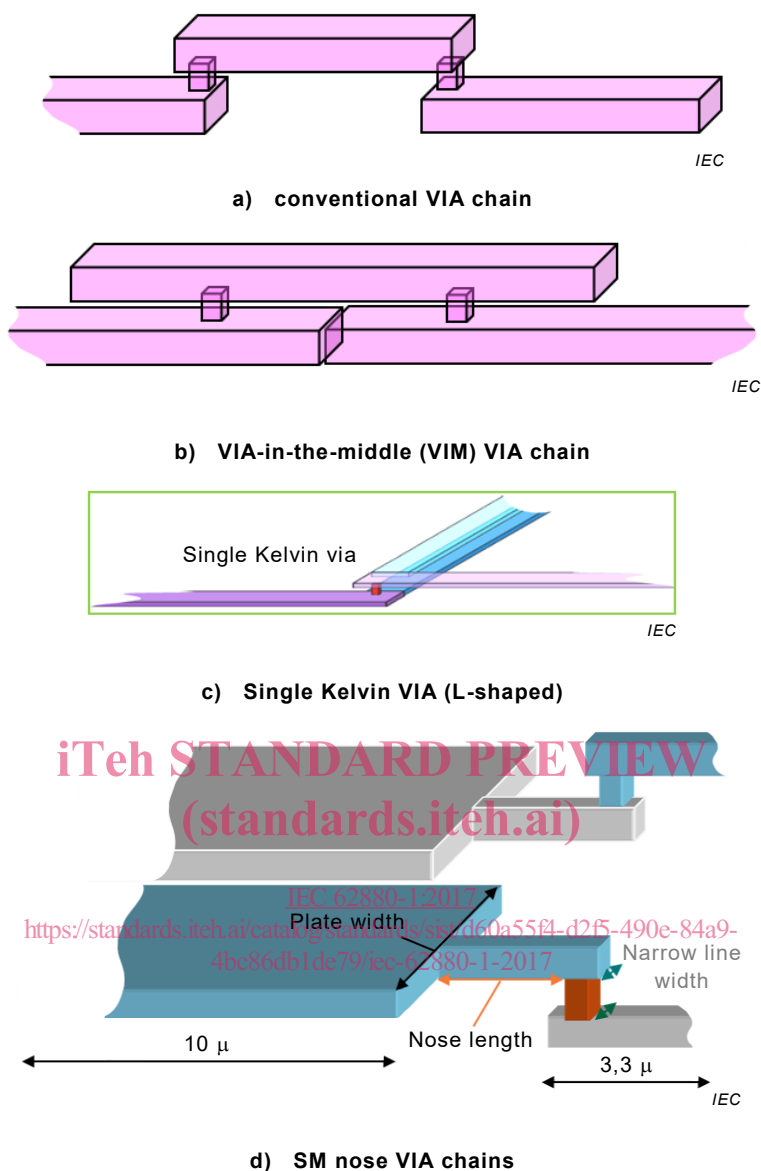 IEC
a) conventional VIA chain
IEC
b) VIA-in-the-middle (VIM) VIA chain
Single Kelvin via
IEC
c) Single Kelvin VIA (L-shaped)
iTeh STANDARD PREVIEW
(standards.iteh.ai)
IEC 62880-1:2017
Plate width
https://standards.iteh.ai/catalog/standards/sist/d60a55f4-d2f5-490e-84a9-
4bc86db1de79/iec-62880-1-2017
Narrow line
width
Nose length
10 μ
3,3 μ
IEC
d) SM nose VIA chains